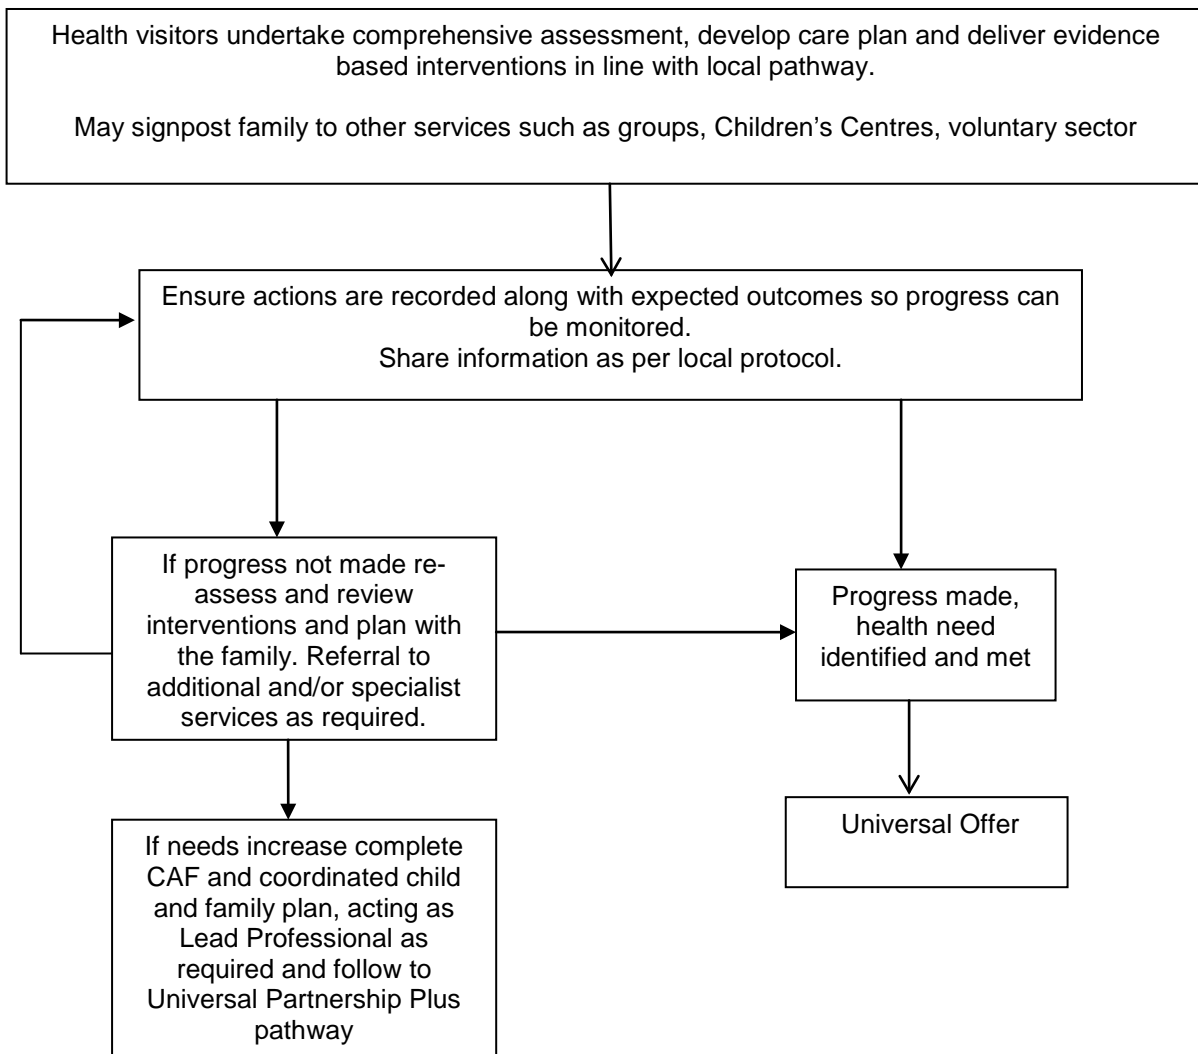 Health visitors undertake comprehensive assessment, develop care plan and deliver evidence
based interventions in line with local pathway.
May signpost family to other services such as groups, Children's Centres, voluntary sector
Ensure actions are recorded along with expected outcomes so progress can
be monitored.
Share information as per local protocol.
If progress not made re-
assess and review
interventions and plan with
the family. Referral to
additional and/or specialist
services as required.
Progress made,
health need
identified and met
If needs increase complete
CAF and coordinated child
and family plan, acting as
Lead Professional as
required and follow to
Universal Partnership Plus
pathway
Universal Offer